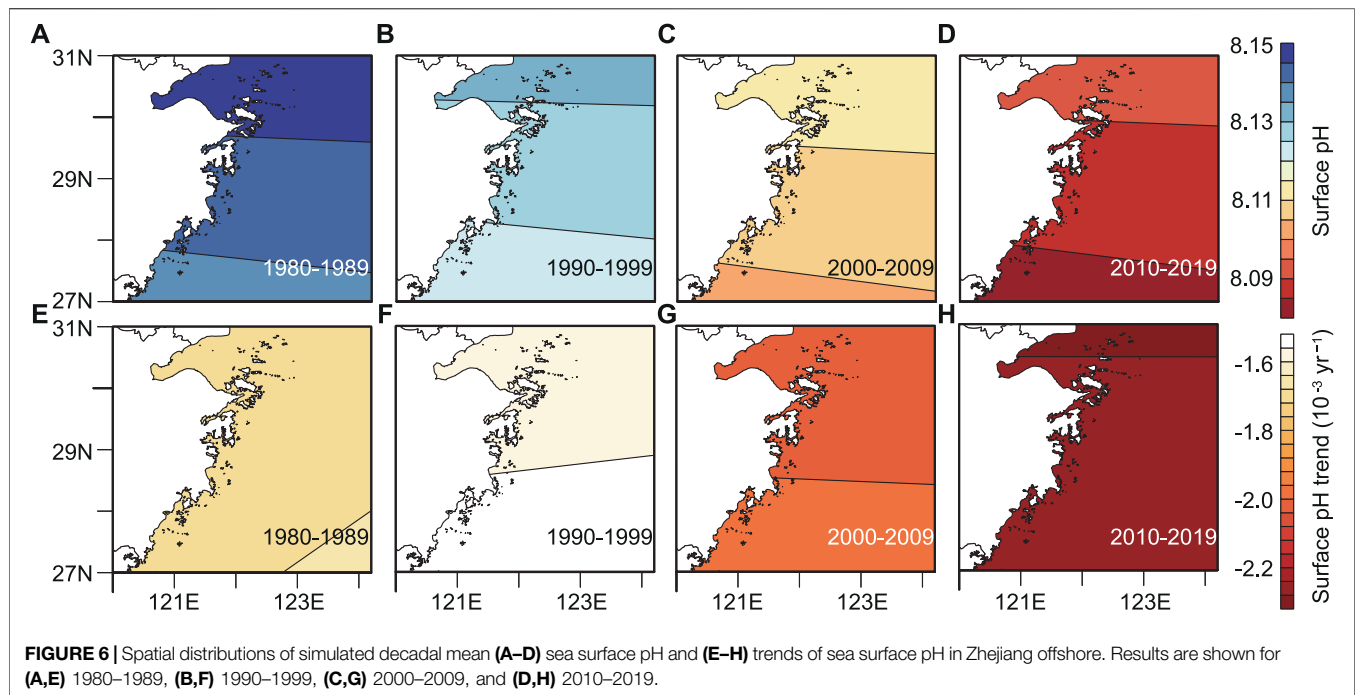 A B C D
31N
29N
27N
1980-1989 1990-1999 2000-2009 2010-2019
8.15
8.13
8.11
8.09
Surface pH
E F G H
31N
29N
27N
1980-1989 1990-1999 2000-2009 2010-2019
121E 123E 121E 123E 121E 123E 121E 123E
-1.6
-1.8
-2.0
-2.2
Surface pH trend (10⁻³ yr⁻¹)
FIGURE 6 | Spatial distributions of simulated decadal mean (A–D) sea surface pH and (E–H) trends of sea surface pH in Zhejiang offshore. Results are shown for
(A,E) 1980–1989, (B,F) 1990–1999, (C,G) 2000–2009, and (D,H) 2010–2019.